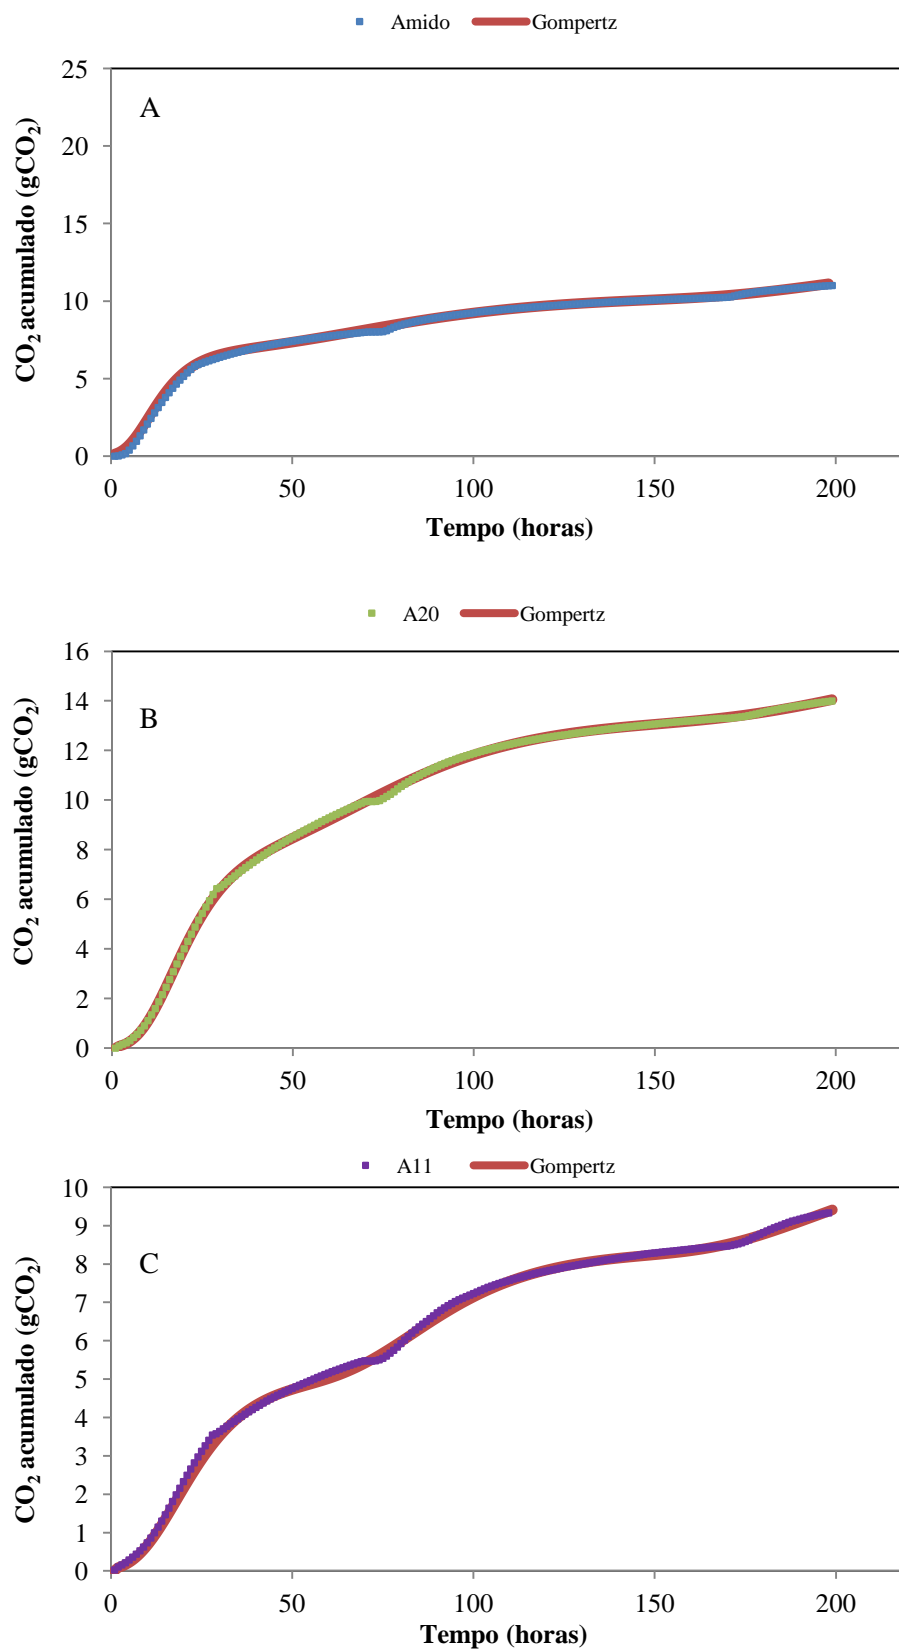 Amido Gompertz
25
A
20
15
10
5
0
CO₂ acumulado (gCO₂)
0 50 100 150 200
Tempo (horas)
A20 Gompertz
16
14
B
12
10
8
6
4
2
0
CO₂ acumulado (gCO₂)
0 50 100 150 200
Tempo (horas)
A11 Gompertz
10
9
8
C
7
6
5
4
3
2
1
0
CO₂ acumulado (gCO₂)
0 50 100 150 200
Tempo (horas)